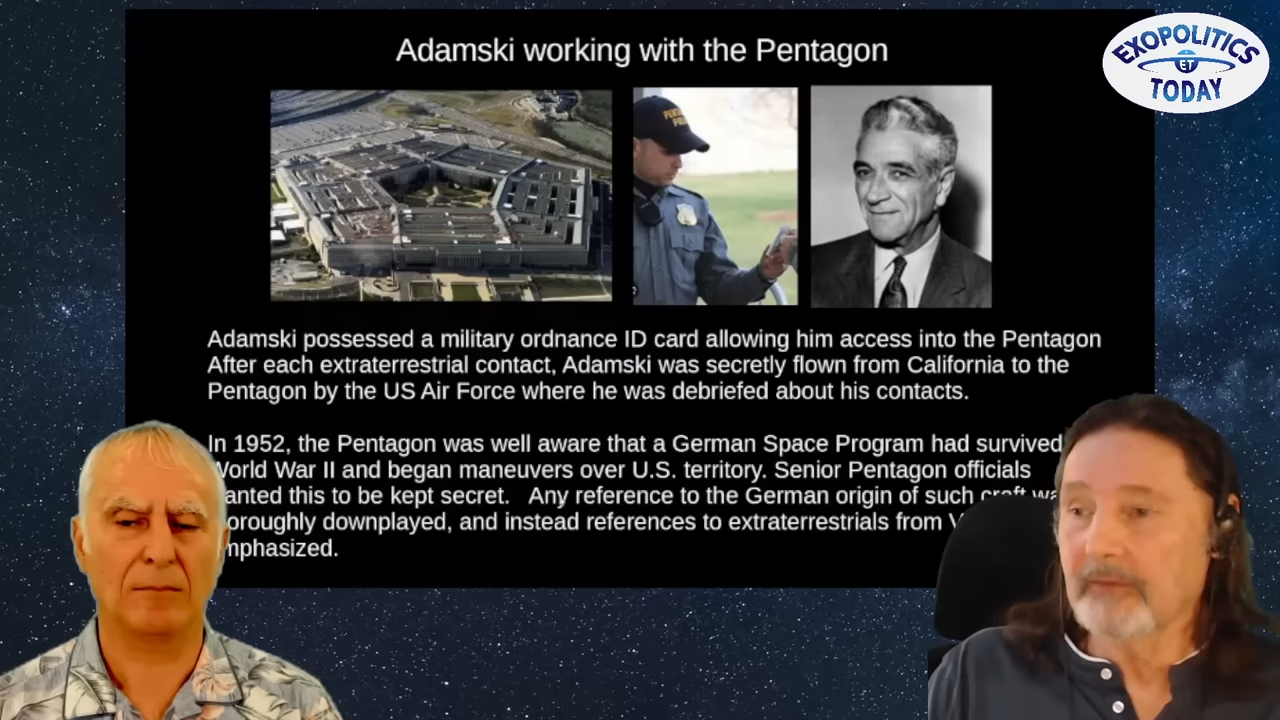 Adamski working with the Pentagon
EXOPOLITICS
ET
TODAY
Adamski possessed a military ordnance ID card allowing him access into the Pentagon
After each extraterrestrial contact, Adamski was secretly flown from California to the
Pentagon by the US Air Force where he was debriefed about his contacts.
In 1952, the Pentagon was well aware that a German Space Program had survived
World War II and began maneuvers over U.S. territory. Senior Pentagon officials
anted this to be kept secret. Any reference to the German origin of such craft
oroughly downplayed, and instead references to extraterrestrials from
mphasized.